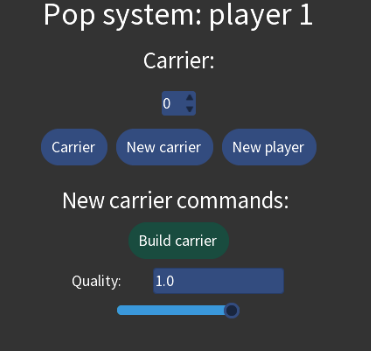 Pop system: player 1
Carrier:
0
Carrier New carrier New player
New carrier commands:
Build carrier
Quality: 1.0